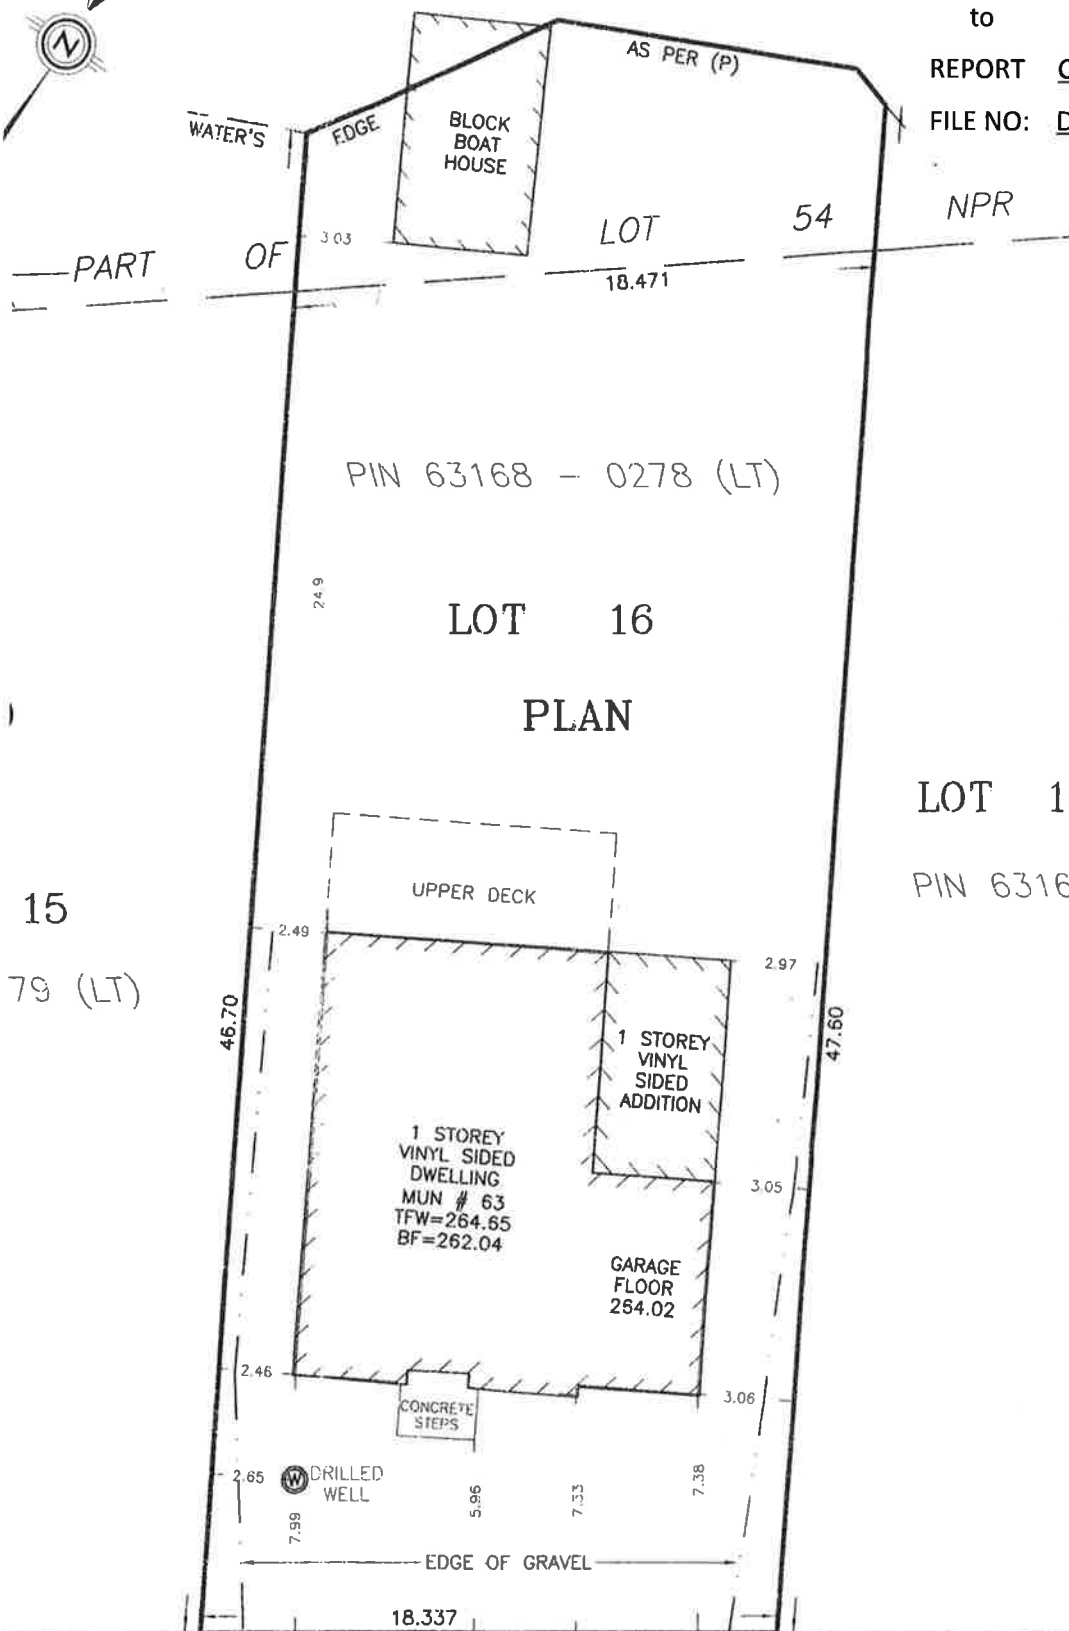 to
N
REPORT
FILE NO:
AS PER (P)
WATER'S
EDGE
BLOCK
BOAT
HOUSE
3.03
PART OF LOT 54 NPR
18.471
PIN 63168 - 0278 (LT)
24.9
LOT 16
PLAN
LOT 1
PIN 6316
15
79 (LT)
UPPER DECK
2.49
2.97
46.70
47.60
1 STOREY
VINYL
SIDED
ADDITION
1 STOREY
VINYL SIDED
DWELLING
MUN # 63
TFW=264.65
BF=262.04
3.05
GARAGE
FLOOR
264.02
2.46
3.06
CONCRETE
STEPS
2.65
W
DRILLED
WELL
7.99
5.96
7.33
7.38
EDGE OF GRAVEL
18.337